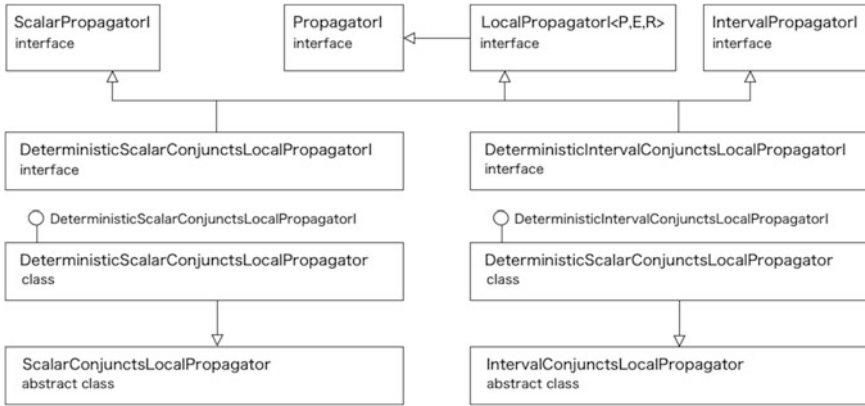 ScalarPropagatorI
interface
PropagatorI
interface
LocalPropagatorI<P,E,R>
interface
IntervalPropagatorI
interface
DeterministicScalarConjunctsLocalPropagatorI
interface
DeterministicIntervalConjunctsLocalPropagatorI
interface
DeterministicScalarConjunctsLocalPropagatorI
DeterministicIntervalConjunctsLocalPropagatorI
DeterministicScalarConjunctsLocalPropagator
class
DeterministicScalarConjunctsLocalPropagator
class
ScalarConjunctsLocalPropagator
abstract class
IntervalConjunctsLocalPropagator
abstract class